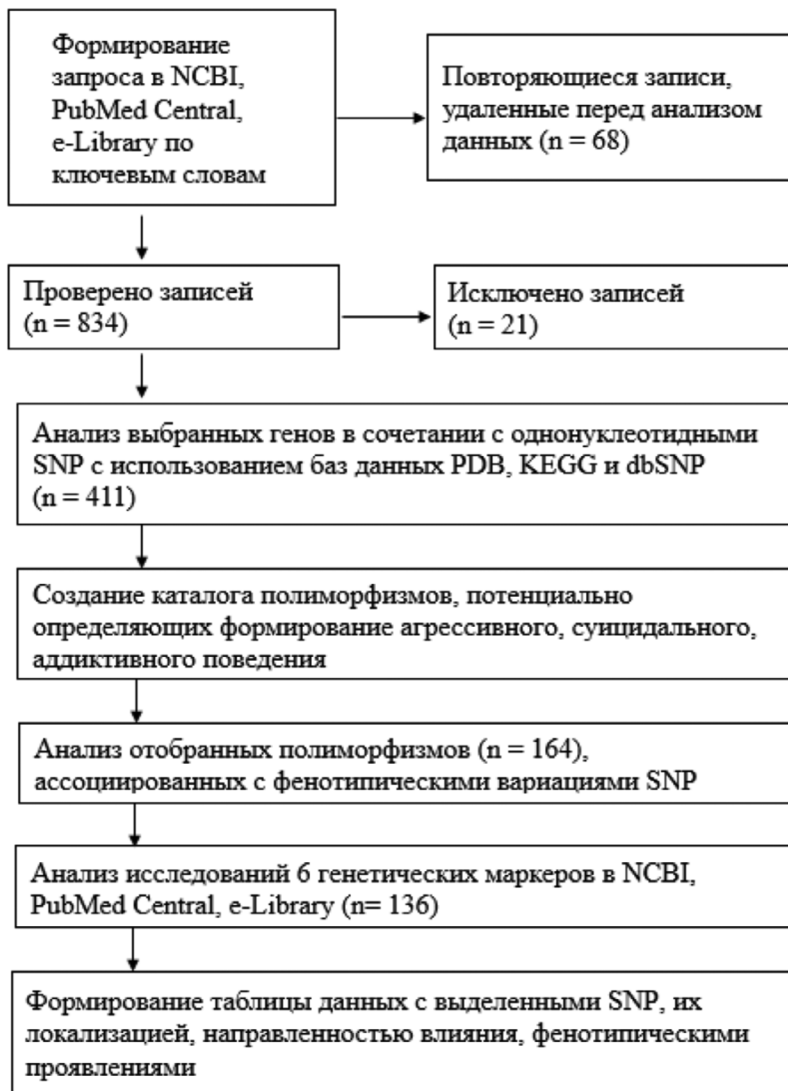 Формирование
запроса в NCBI,
PubMed Central,
e-Library по
ключевым словам
Повторяющиеся записи,
удаленные перед анализом
данных (n = 68)
Проверено записей
(n = 834)
Исключено записей
(n = 21)
Анализ выбранных генов в сочетании с однонуклеотидными
SNP с использованием баз данных PDB, KEGG и dbSNP
(n = 411)
Создание каталога полиморфизмов, потенциально
определяющих формирование агрессивного, суицидального,
аддиктивного поведения
Анализ отобранных полиморфизмов (n = 164),
ассоциированных с фенотипическими вариациями SNP
Анализ исследований 6 генетических маркеров в NCBI,
PubMed Central, e-Library (n= 136)
Формирование таблицы данных с выделенными SNP, их
локализацией, направленностью влияния, фенотипическими
проявлениями